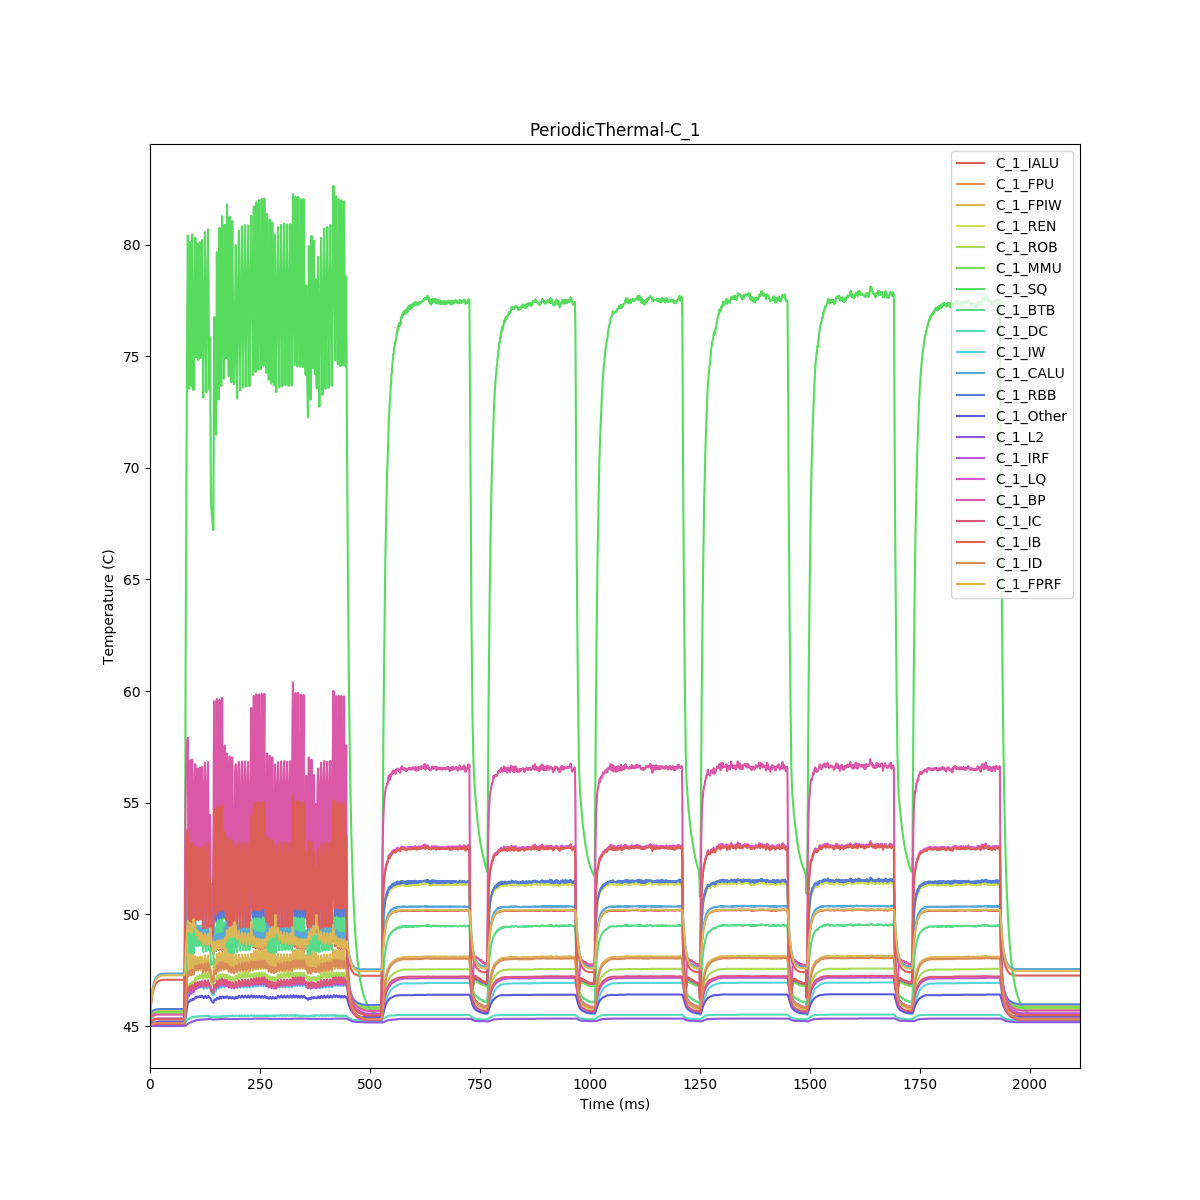 PeriodicThermal-C_1
C_1_IALU
C_1_FPU
C_1_FPIW
C_1_REN
C_1_ROB
C_1_MMU
C_1_SQ
C_1_BTB
C_1_DC
C_1_IW
C_1_CALU
C_1_RBB
C_1_Other
C_1_L2
C_1_IRF
C_1_LQ
C_1_BP
C_1_IC
C_1_IB
C_1_ID
C_1_FPRF
Temperature (C)
80
75
70
65
60
55
50
45
0 250 500 750 1000 1250 1500 1750 2000
Time (ms)